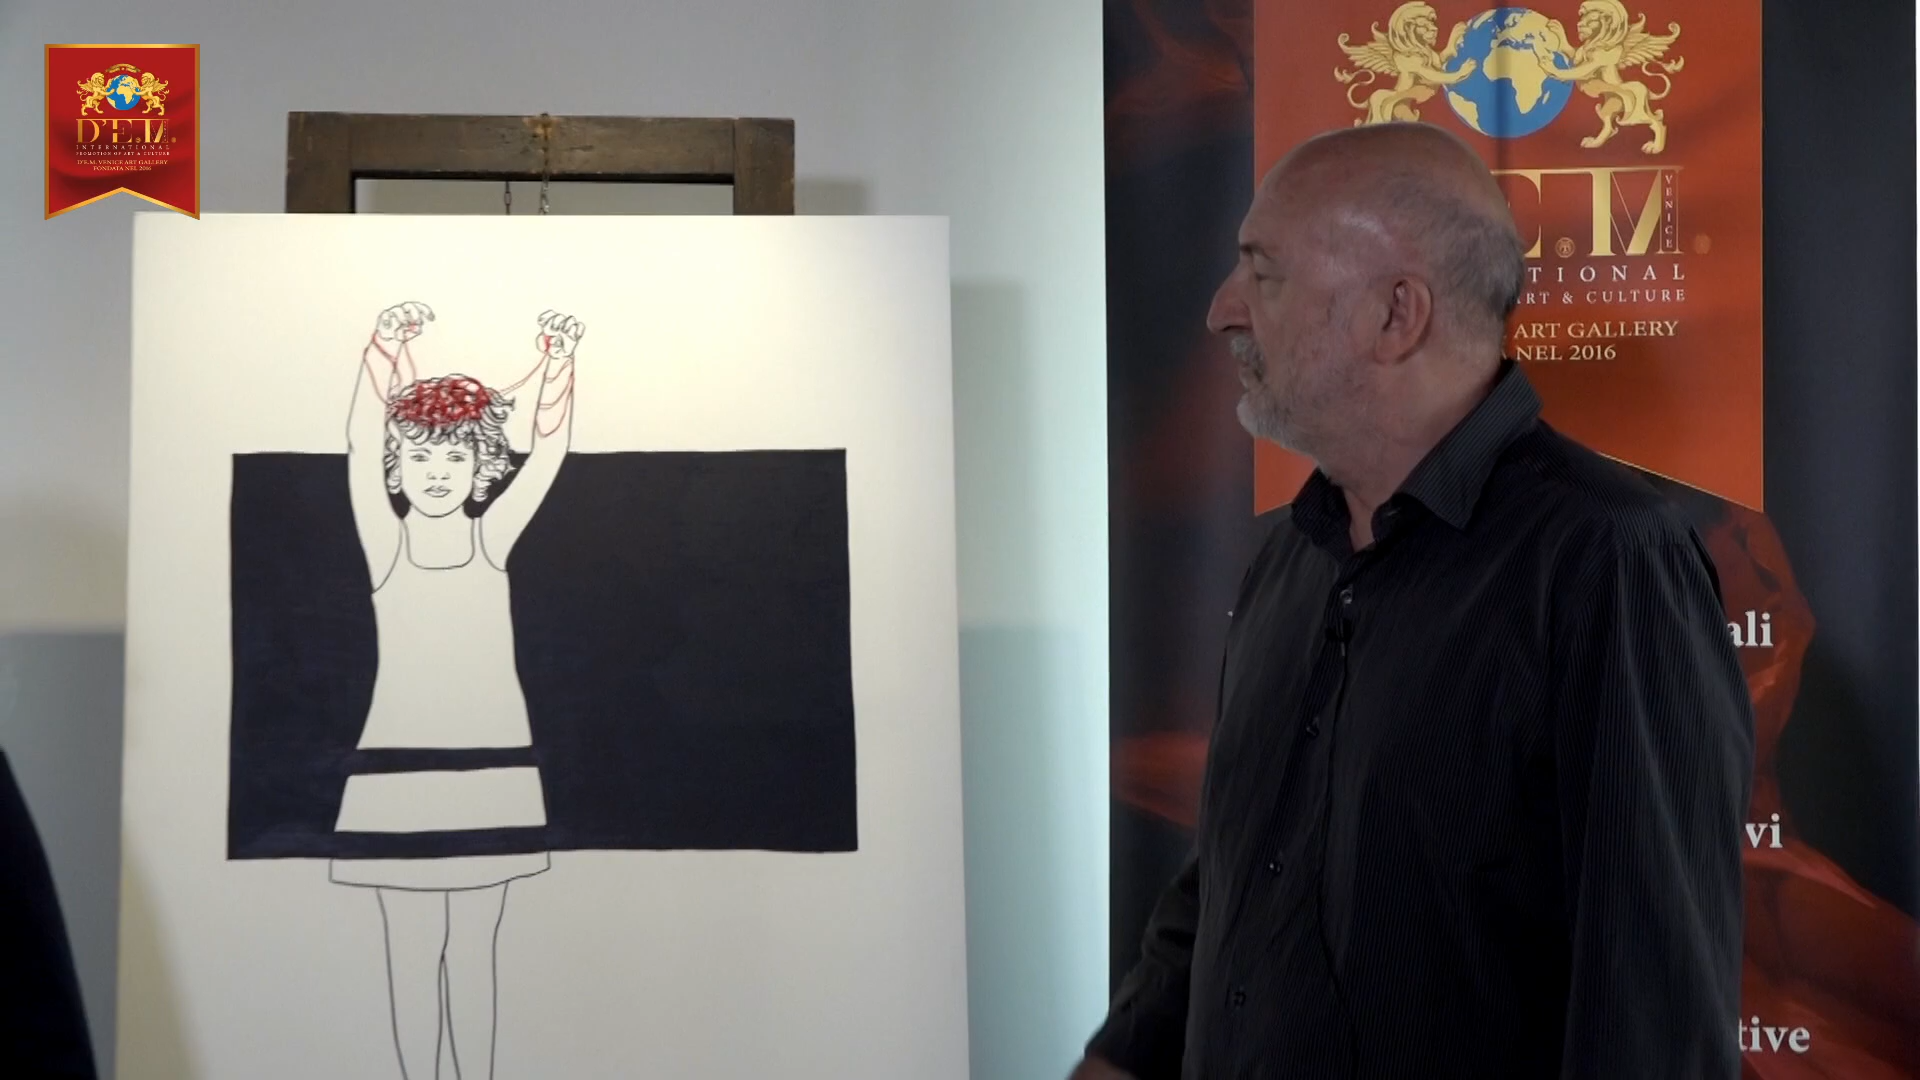 D'E.M.
INTERNATIONAL
PROMOTION OF ART & CULTURE
D'E.M. VENICE ART GALLERY
FONDATA NEL 2016
E.M
VENICE
TIONAL
ART & CULTURE
ART GALLERY
NEL 2016
ali
vi
tive